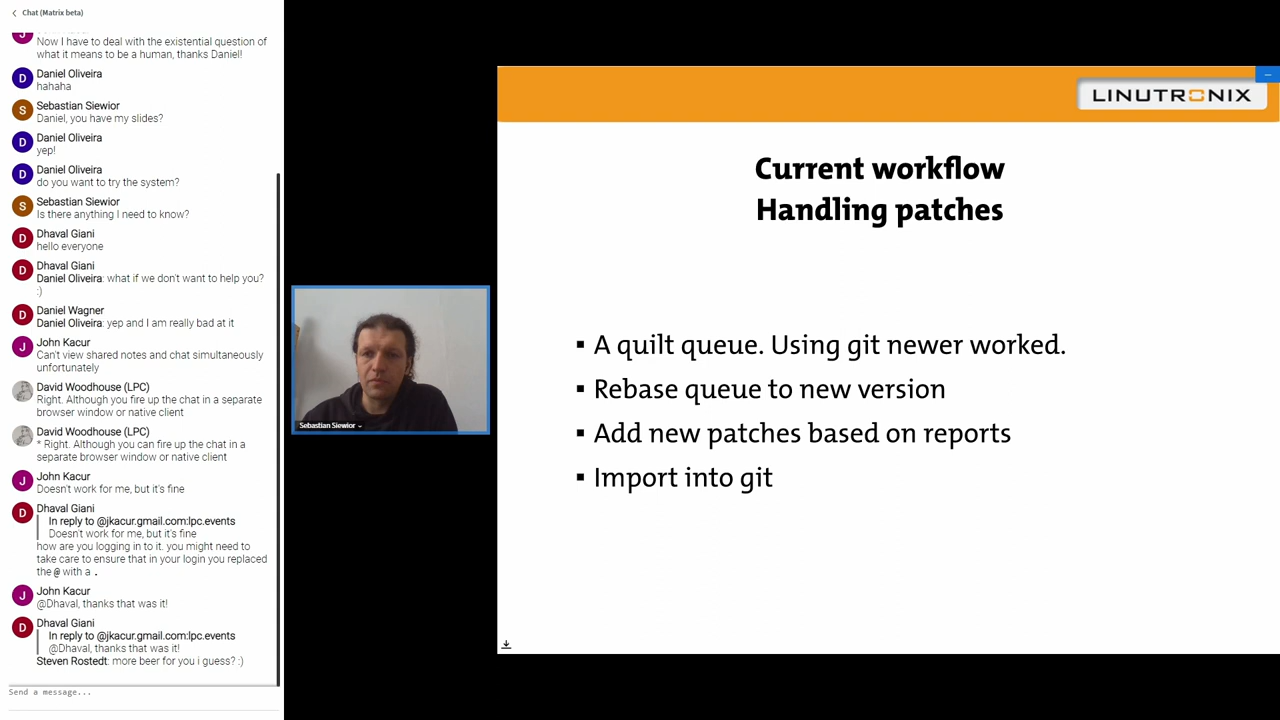 Chat (Matrix beta)
J
Now I have to deal with the existential question of
what it means to be a human, thanks Daniel!
D
Daniel Oliveira
hahaha
S
Sebastian Siewior
Daniel, you have my slides?
D
Daniel Oliveira
yep!
D
Daniel Oliveira
do you want to try the system?
S
Sebastian Siewior
Is there anything I need to know?
D
Dhaval Giani
hello everyone
D
Dhaval Giani
Daniel Oliveira: what if we don't want to help you?
:)
D
Daniel Wagner
Daniel Oliveira: yep and I am really bad at it
J
John Kacur
Can't view shared notes and chat simultaneously
unfortunately
David Woodhouse (LPC)
Right. Although you fire up the chat in a separate
browser window or native client
David Woodhouse (LPC)
* Right. Although you can fire up the chat in a
separate browser window or native client
J
John Kacur
Doesn't work for me, but it's fine
D
Dhaval Giani
In reply to @jkacur.gmail.com:lpc.events
Doesn't work for me, but it's fine
how are you logging in to it. you might need to
take care to ensure that in your login you replaced
the @ with a .
J
John Kacur
@Dhaval, thanks that was it!
D
Dhaval Giani
In reply to @jkacur.gmail.com:lpc.events
@Dhaval, thanks that was it!
Steven Rostedt: more beer for you i guess? :)
Send a message...
Sebastian Siewior
LINUTRONIX
Current workflow
Handling patches
▪ A quilt queue. Using git newer worked.
▪ Rebase queue to new version
▪ Add new patches based on reports
▪ Import into git